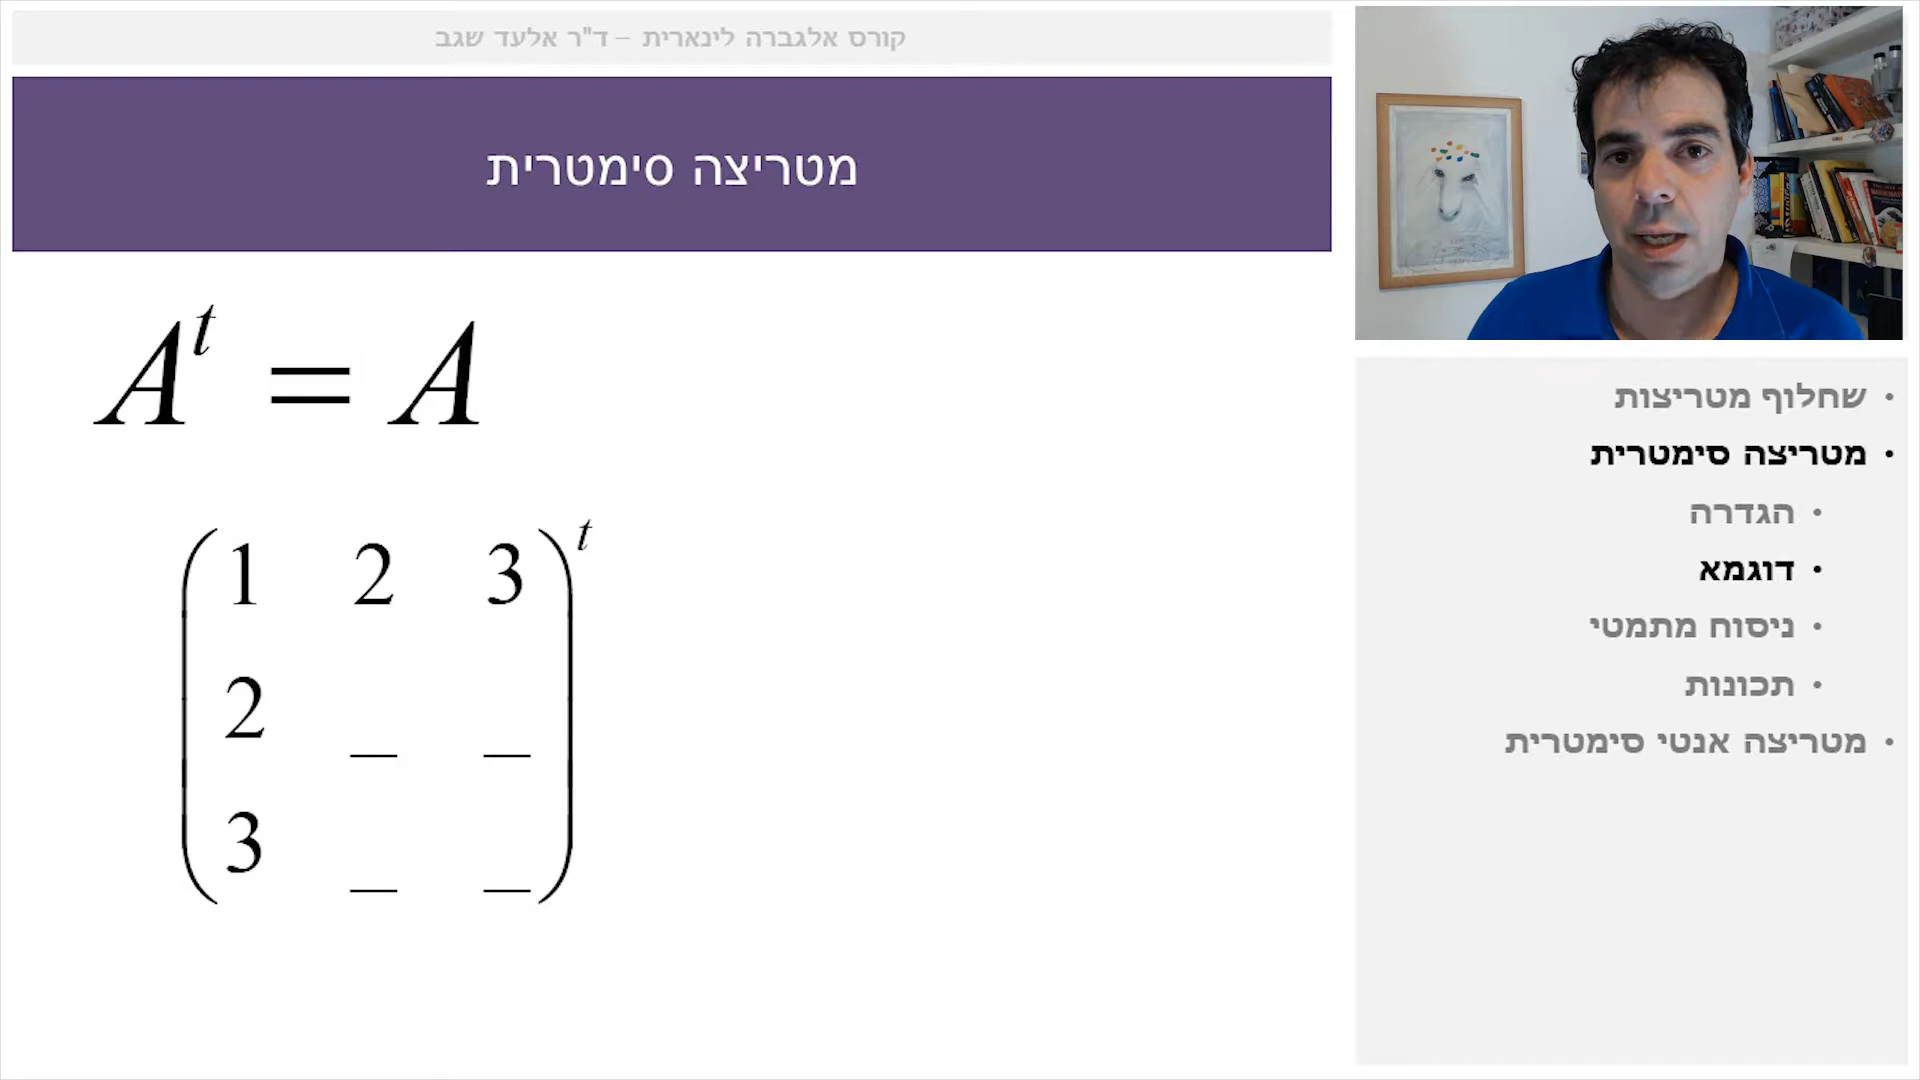 קורס אלגברה לינארית – ד"ר אלעד שגב
מטריצה סימטרית
Aᵗ = A
1 2 3 t
2 _ _
3 _ _
• שחלוף מטריצות
• מטריצה סימטרית
• הגדרה
• דוגמא
• ניסוח מתמטי
• תכונות
• מטריצה אנטי סימטרית